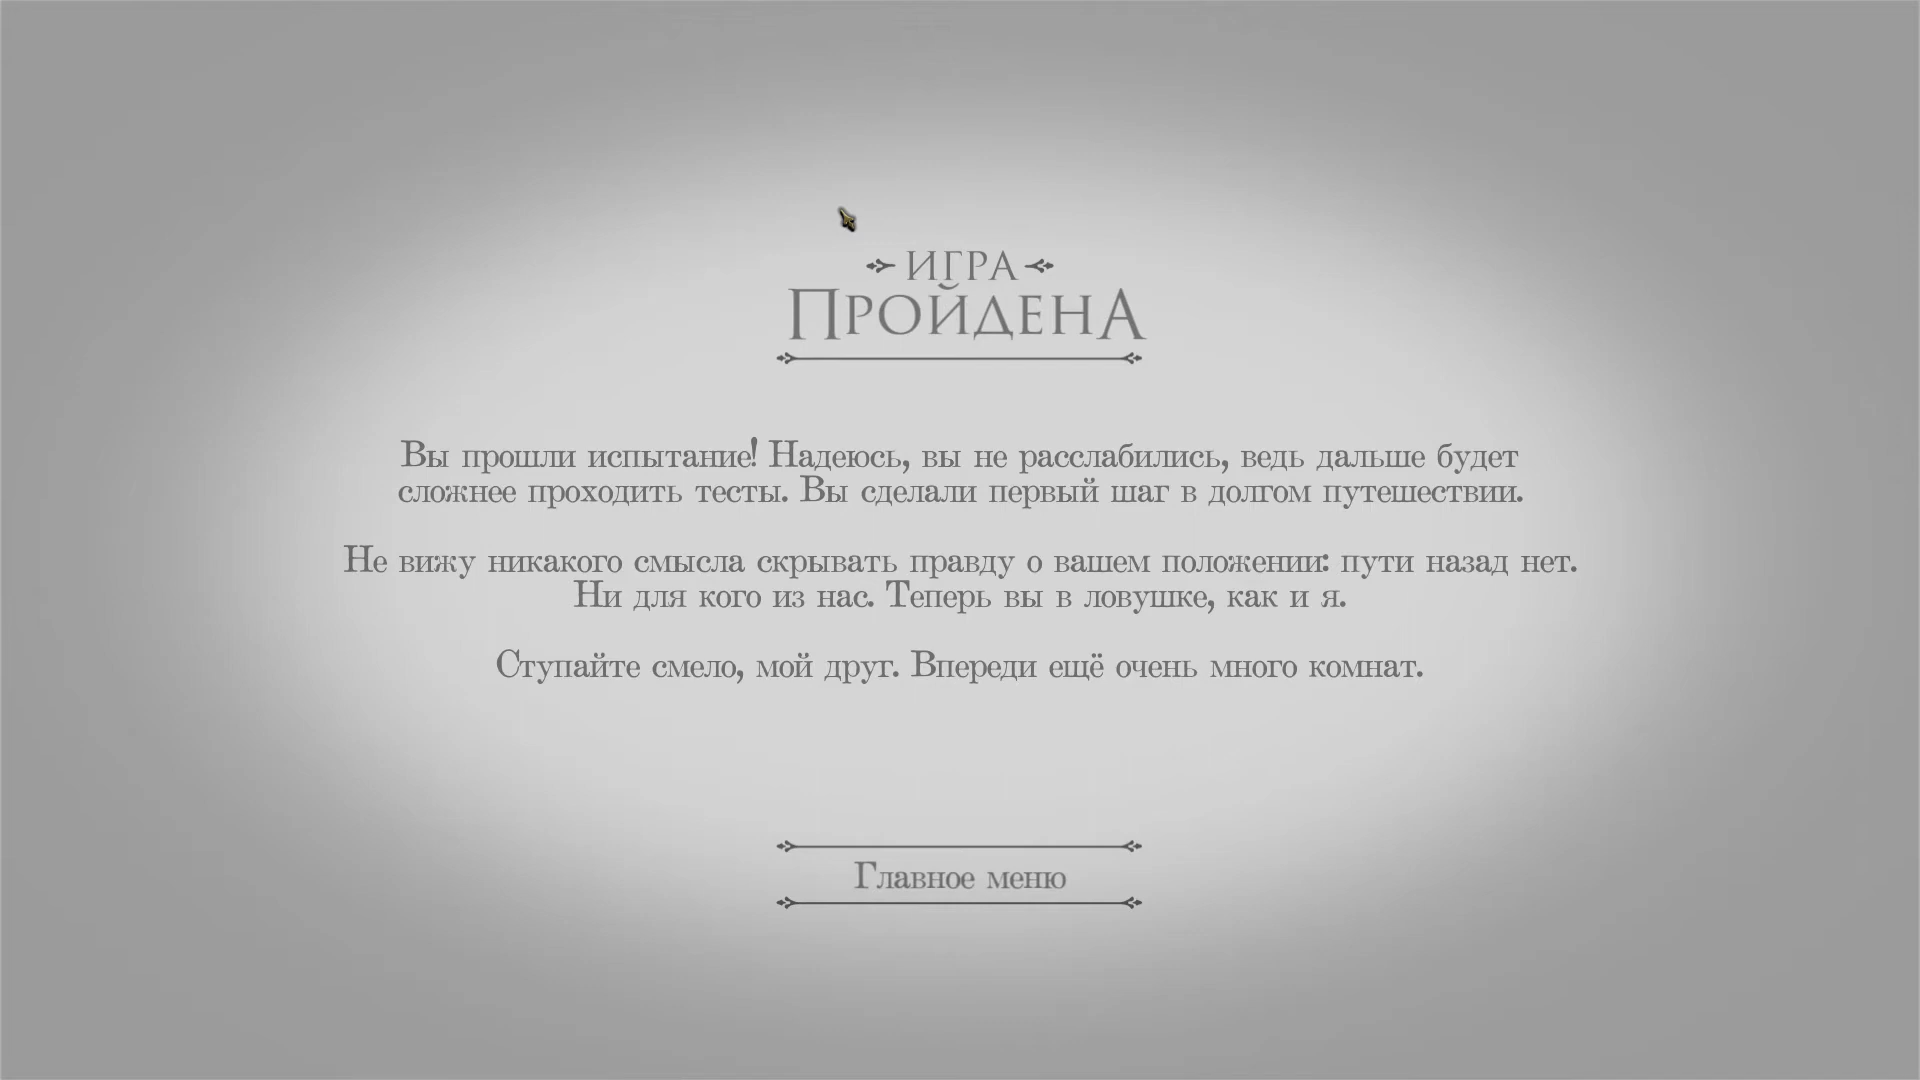 ИГРА
ПРОЙДЕНА
Вы прошли испытание! Надеюсь, вы не расслабились, ведь дальше будет
сложнее проходить тесты. Вы сделали первый шаг в долгом путешествии.
Не вижу никакого смысла скрывать правду о вашем положении: пути назад нет.
Ни для кого из нас. Теперь вы в ловушке, как и я.
Ступайте смело, мой друг. Впереди ещё очень много комнат.
Главное меню